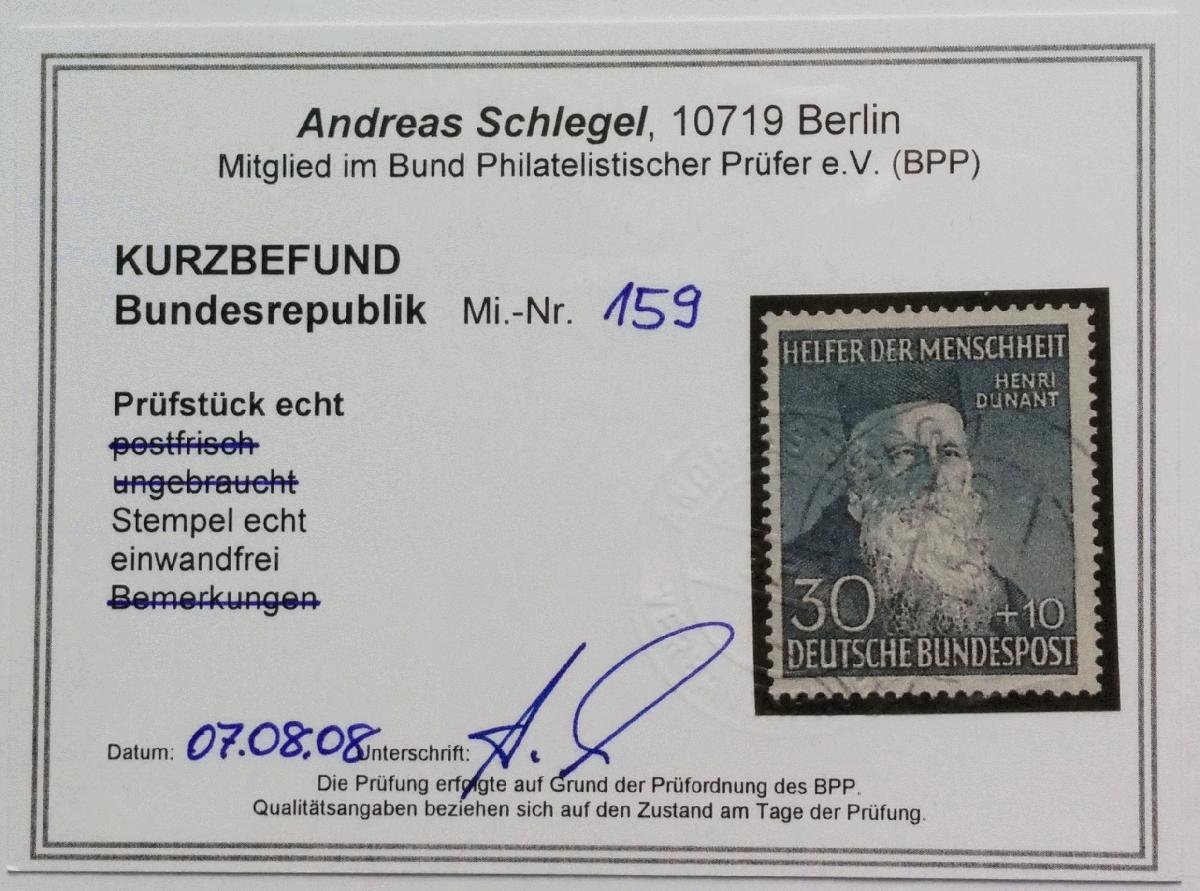 Andreas Schlegel, 10719 Berlin
Mitglied im Bund Philatelistischer Prüfer e.V. (BPP)
KURZBEFUND
Bundesrepublik Mi.-Nr. 159
Prüfstück echt
postfrisch
ungebraucht
Stempel echt
einwandfrei
Bemerkungen
HELFER DER MENSCHHEIT
HENRI
DUNANT
30 +10
DEUTSCHE BUNDESPOST
Datum: 07.08.08 Unterschrift:
Die Prüfung erfolgte auf Grund der Prüfordnung des BPP.
Qualitätsangaben beziehen sich auf den Zustand am Tage der Prüfung.